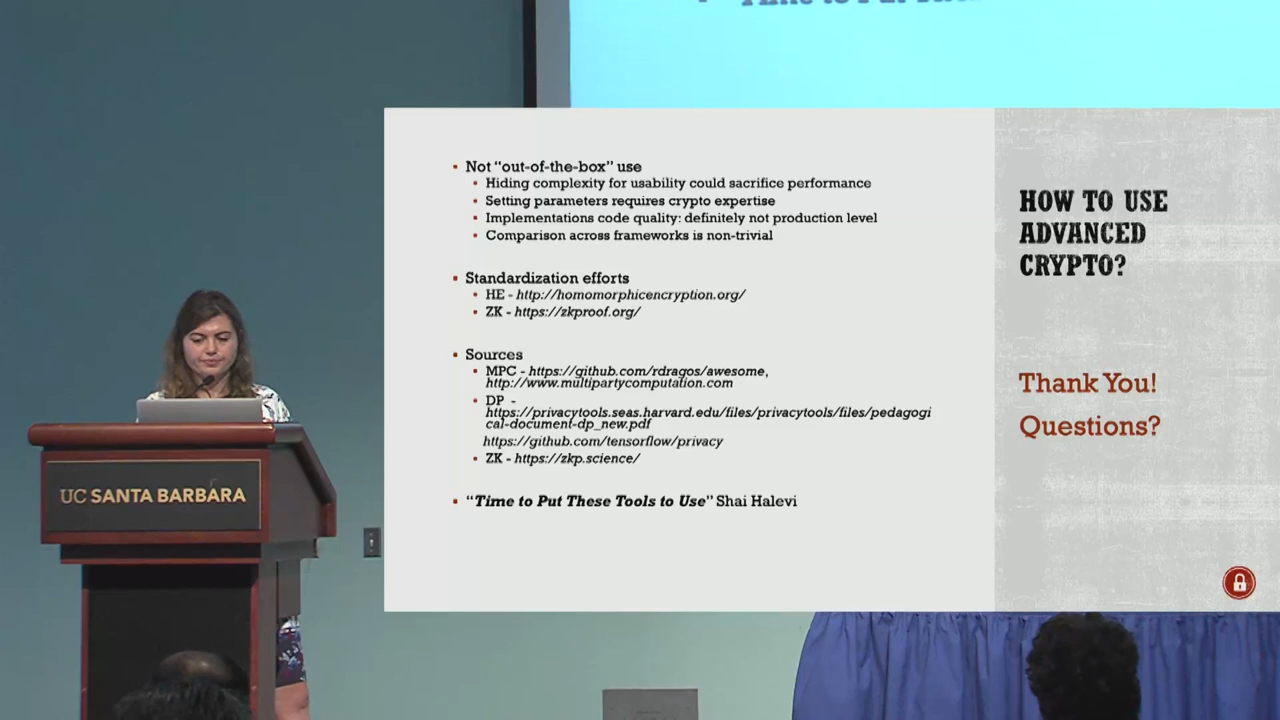 Time to Put
Not “out-of-the-box” use
Hiding complexity for usability could sacrifice performance
Setting parameters requires crypto expertise
Implementations code quality: definitely not production level
Comparison across frameworks is non-trivial
Standardization efforts
HE - http://homomorphicencryption.org/
ZK - https://zkproof.org/
Sources
MPC - https://github.com/rdragos/awesome,
http://www.multipartycomputation.com
DP -
https://privacytools.seas.harvard.edu/files/privacytools/files/pedagogi
cal-document-dp_new.pdf
https://github.com/tensorflow/privacy
ZK - https://zkp.science/
“Time to Put These Tools to Use” Shai Halevi
HOW TO USE
ADVANCED
CRYPTO?
Thank You!
Questions?
UC SANTA BARBARA